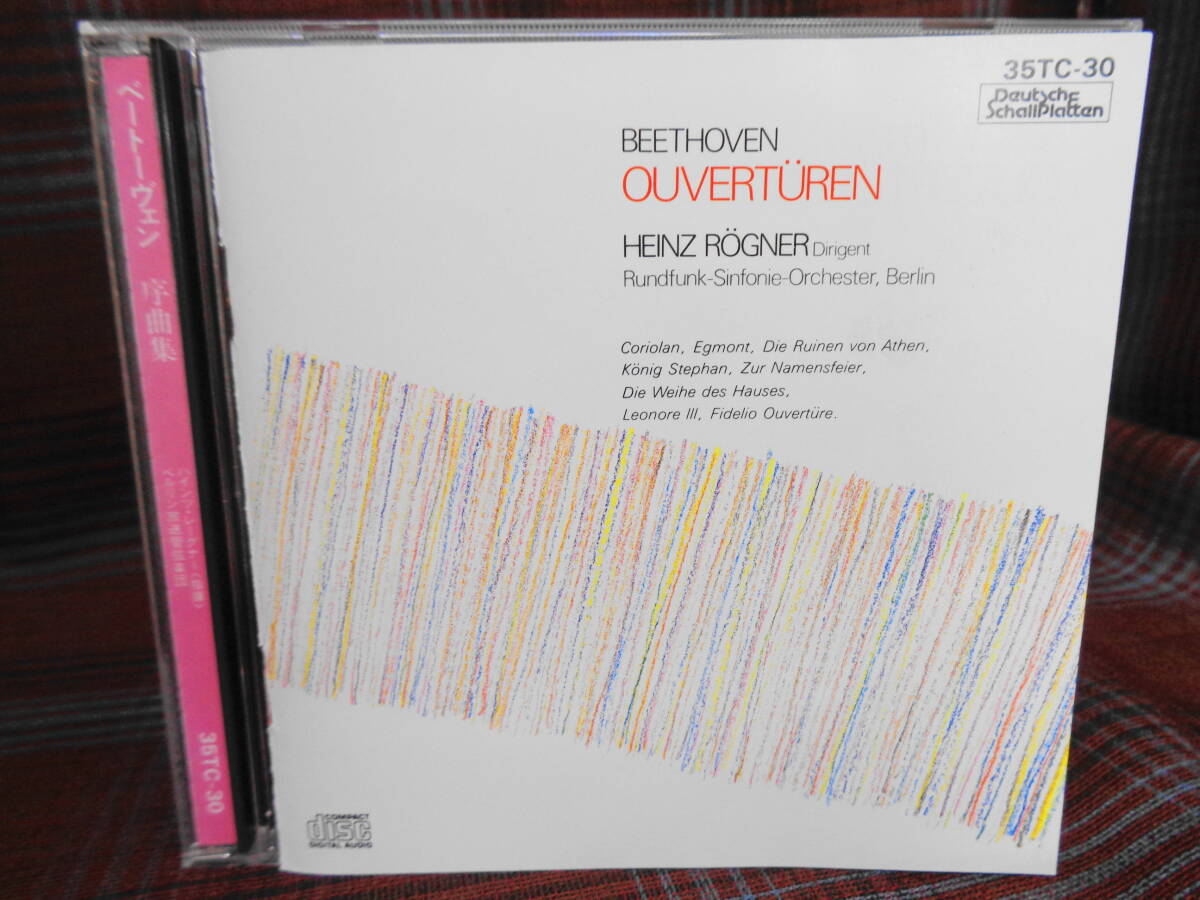 35TC-30
Deutsche
SchallPlatten
BEETHOVEN
OUVERTÜREN
HEINZ RÖGNER Dirigent
Rundfunk-Sinfonie-Orchester, Berlin
Coriolan, Egmont, Die Ruinen von Athen,
König Stephan, Zur Namensfeier,
Die Weihe des Hauses,
Leonore III, Fidelio Ouvertüre.
COMPACT
disc
DIGITAL AUDIO
ベートーヴェン 序曲集
35TC-30